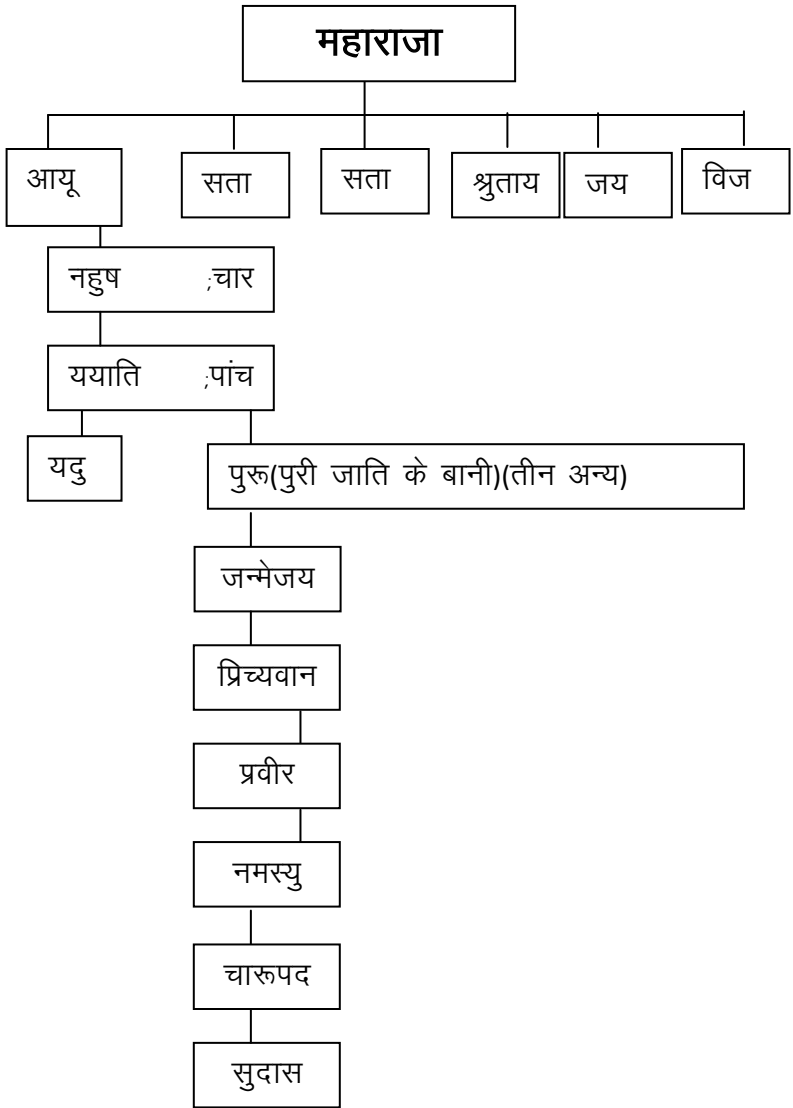 महाराजा
आयू सता सता श्रुताय जय विज
नहुष ;चार
ययाति ;पांच
यदु
पुरू(पुरी जाति के बानी)(तीन अन्य)
जन्मेजय
प्रिच्यवान
प्रवीर
नमस्यु
चारूपद
सुदास